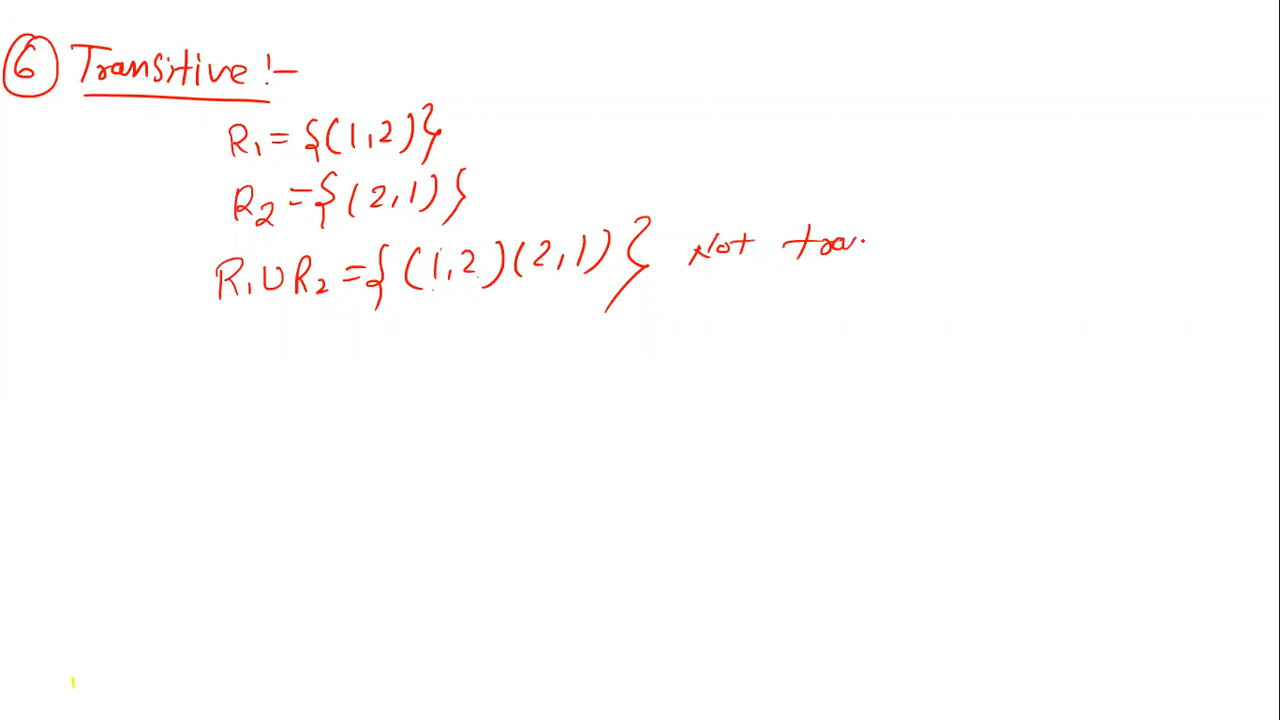 ⑥ Transitive :-
R₁ = {(1,2)}
R₂ = {(2,1)}
R₁∪R₂ = {(1,2)(2,1)} Not tra.